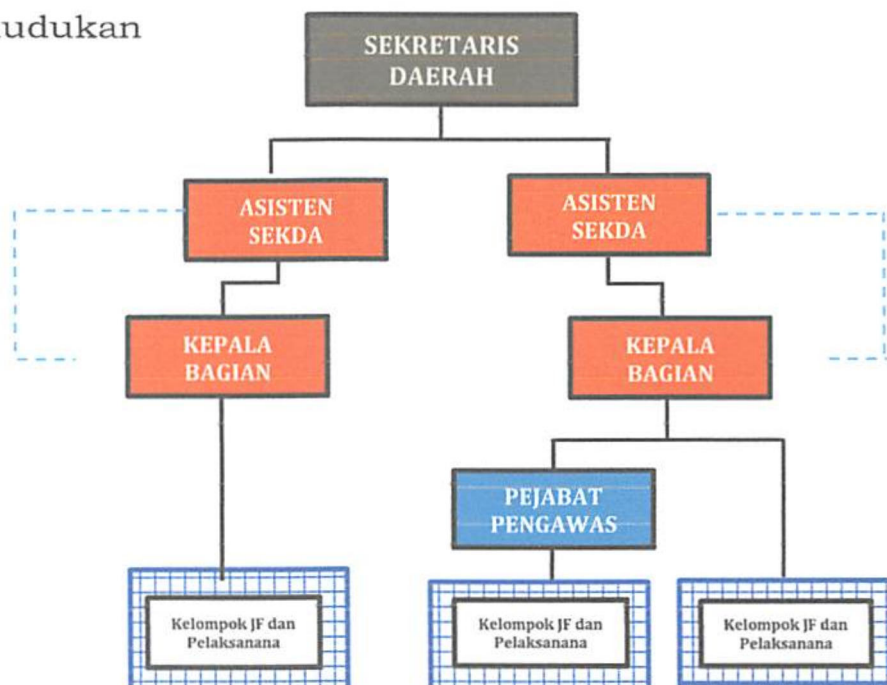 SEKRETARIS
DAERAH
ASISTEN
SEKDA
ASISTEN
SEKDA
KEPALA
BAGIAN
KEPALA
BAGIAN
PEJABAT
PENGAWAS
Kelompok JF dan
Pelaksanana
Kelompok JF dan
Pelaksanana
Kelompok JF dan
Pelaksanana